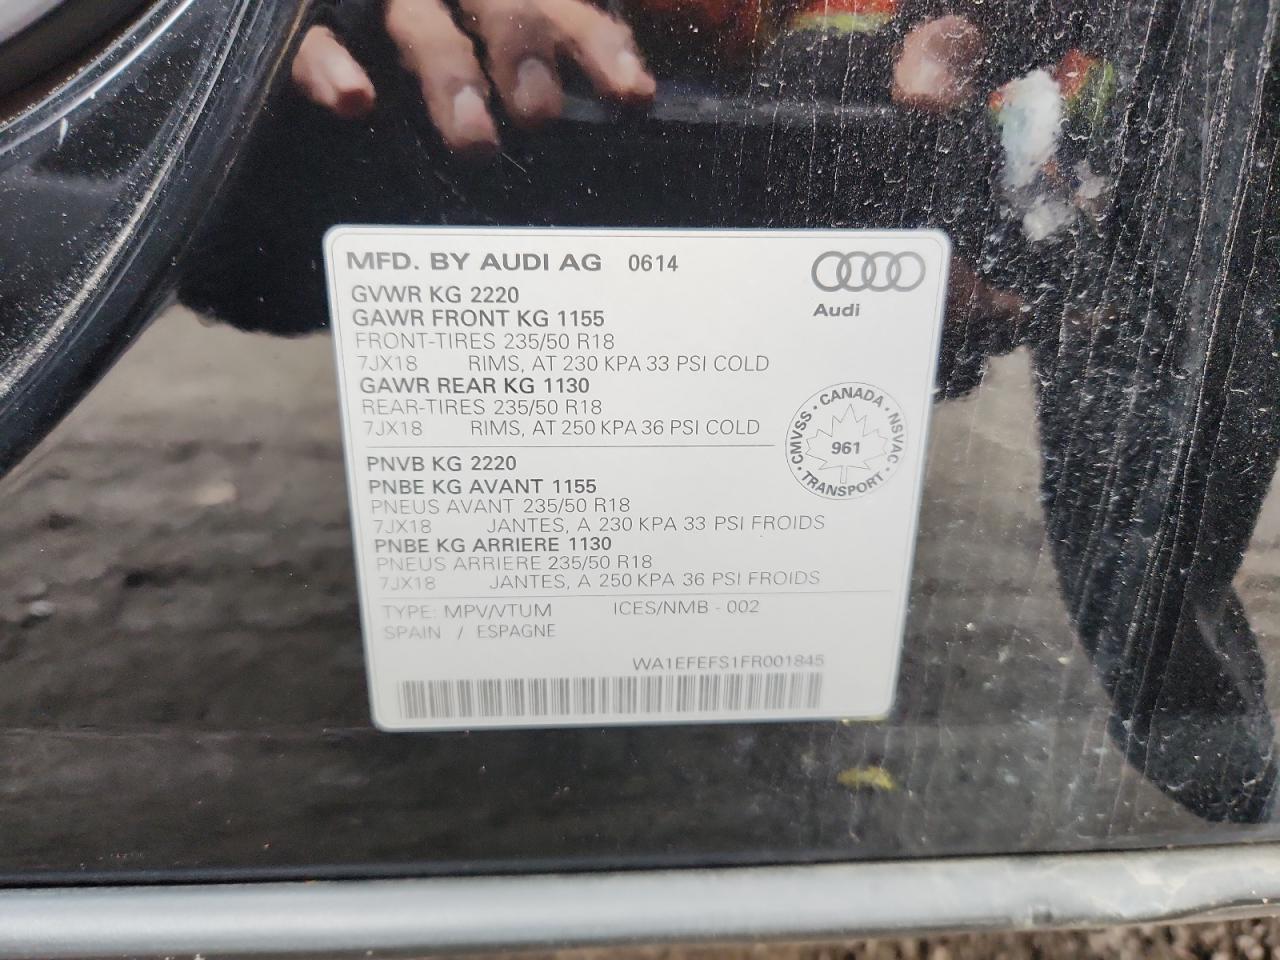 MFD. BY AUDI AG 0614
Audi
GVWR KG 2220
GAWR FRONT KG 1155
FRONT-TIRES 235/50 R18
7JX18 RIMS, AT 230 KPA 33 PSI COLD
GAWR REAR KG 1130
REAR-TIRES 235/50 R18
7JX18 RIMS, AT 250 KPA 36 PSI COLD
CMVSS · CANADA · NSVAC · TRANSPORT ·
961
PNVB KG 2220
PNBE KG AVANT 1155
PNEUS AVANT 235/50 R18
7JX18 JANTES, A 230 KPA 33 PSI FROIDS
PNBE KG ARRIERE 1130
PNEUS ARRIERE 235/50 R18
7JX18 JANTES, A 250 KPA 36 PSI FROIDS
TYPE: MPV/VTUM ICES/NMB - 002
SPAIN / ESPAGNE
WA1EFEFS1FR001845